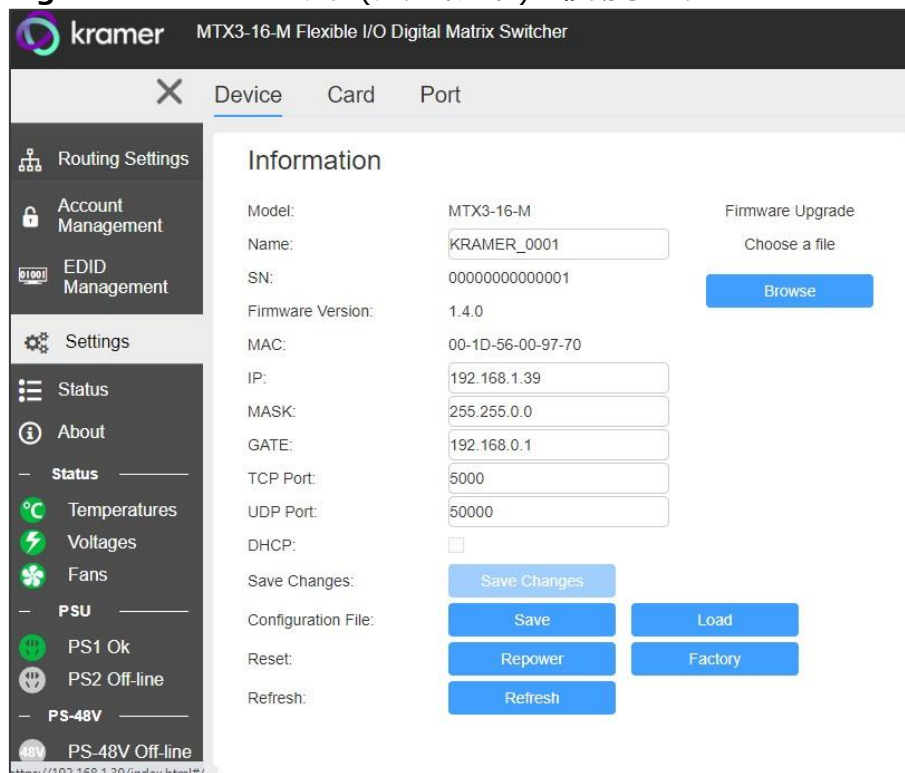 kramer MTX3-16-M Flexible I/O Digital Matrix Switcher
Device Card Port
Routing Settings
Account
Management
EDID
Management
Settings
Status
About
Status
Temperatures
Voltages
Fans
PSU
PS1 Ok
PS2 Off-line
PS-48V
48V PS-48V Off-line
Information
Model: MTX3-16-M Firmware Upgrade
Name: KRAMER_0001 Choose a file
SN: 00000000000001
Browse
Firmware Version: 1.4.0
MAC: 00-1D-56-00-97-70
IP: 192.168.1.39
MASK: 255.255.0.0
GATE: 192.168.0.1
TCP Port: 5000
UDP Port: 50000
DHCP:
Save Changes: Save Changes
Configuration File: Save Load
Reset: Repower Factory
Refresh: Refresh